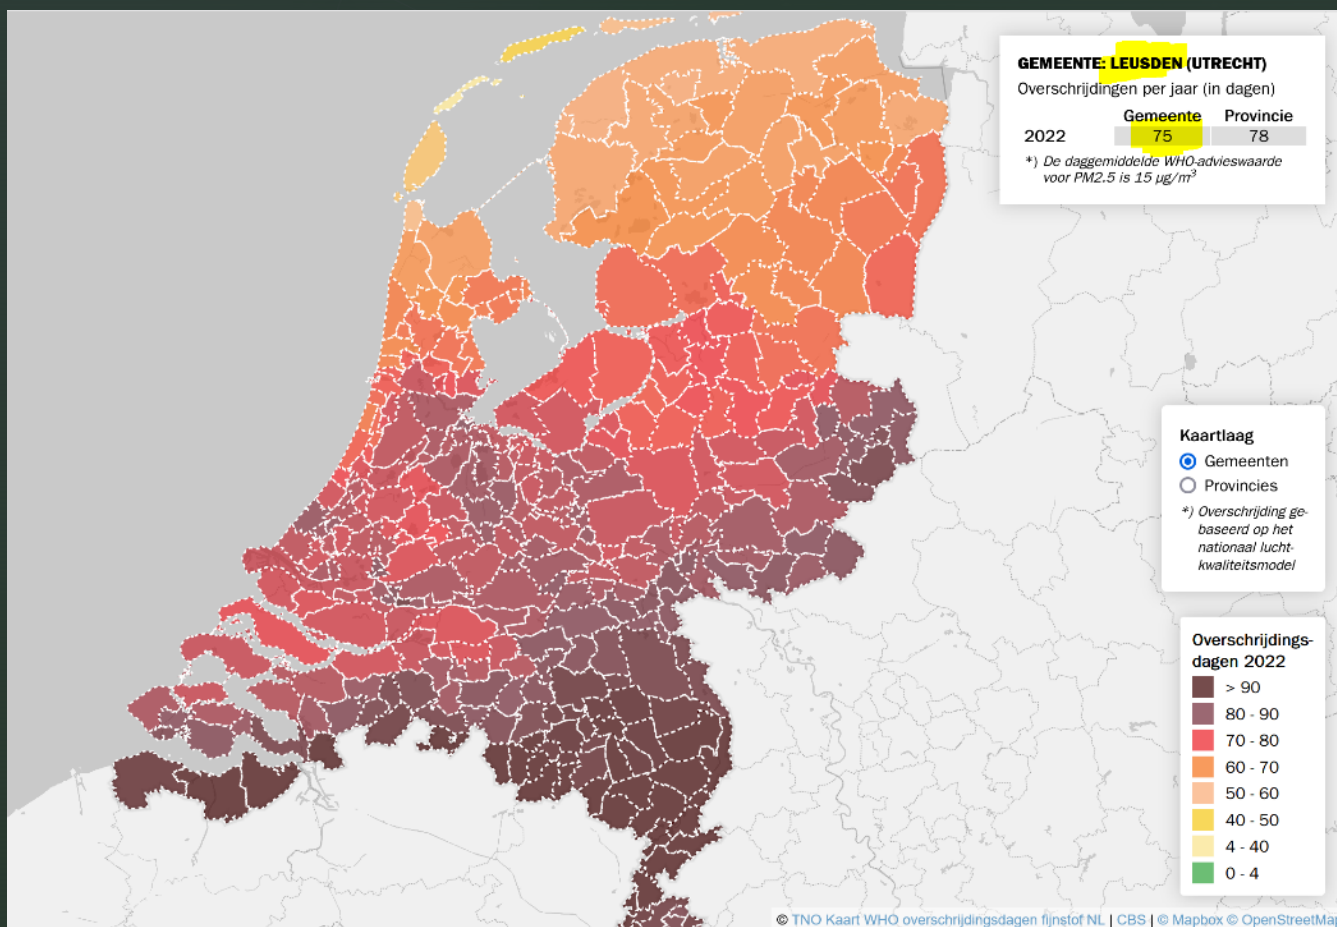 GEMEENTE: LEUSDEN (UTRECHT)
Overschrijdingen per jaar (in dagen)
Gemeente Provincie
2022 75 78
*) De daggemiddelde WHO-advieswaarde
voor PM2.5 is 15 µg/m³
Kaartlaag
Gemeenten
Provincies
*) Overschrijding ge-
baseerd op het
nationaal lucht-
kwaliteitsmodel
Overschrijdings-
dagen 2022
> 90
80 - 90
70 - 80
60 - 70
50 - 60
40 - 50
4 - 40
0 - 4
© TNO Kaart WHO overschrijdingsdagen fijnstof NL | CBS | © Mapbox © OpenStreetMap